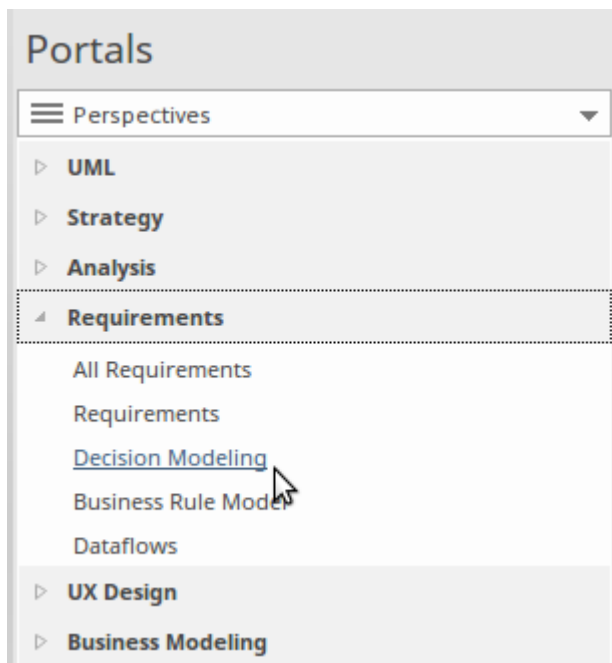 Portals
Perspectives
UML
Strategy
Analysis
Requirements
All Requirements
Requirements
Decision Modeling
Business Rule Model
Dataflows
UX Design
Business Modeling